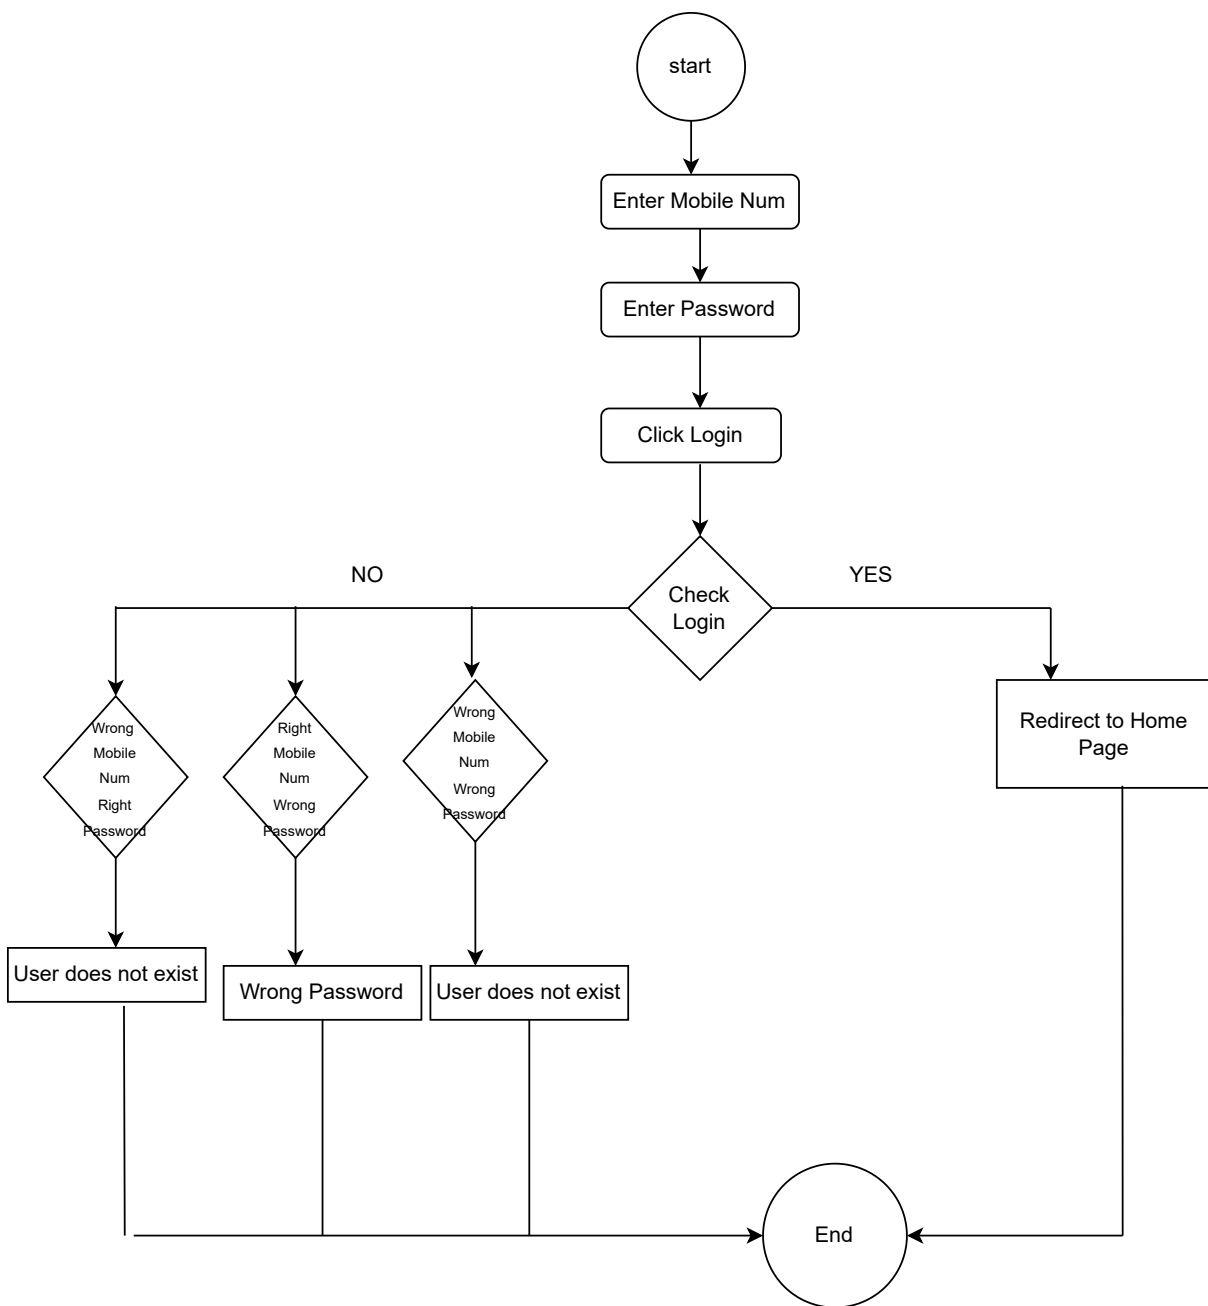 start
Enter Mobile Num
Enter Password
Click Login
NO
YES
Check
Login
Wrong
Mobile
Num
Right
Password
Right
Mobile
Num
Wrong
Password
Wrong
Mobile
Num
Wrong
Password
Redirect to Home
Page
User does not exist
Wrong Password
User does not exist
End